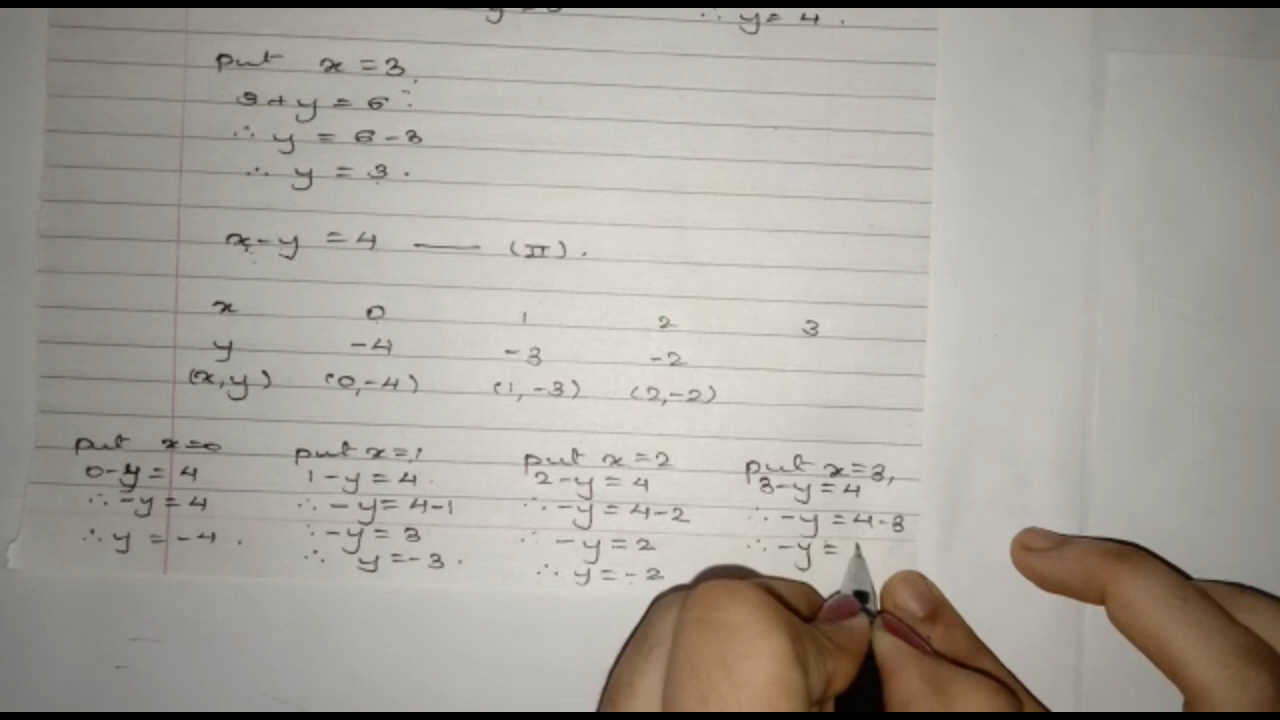 ∴ y = 4 .
put x = 3,
3 + y = 6
∴ y = 6 - 3
∴ y = 3 .
x - y = 4 —— (II) .
x 0 1 2 3
y -4 -3 -2
(x,y) (0,-4) (1,-3) (2,-2)
put x=0
0-y = 4
∴ -y = 4
∴ y = -4 .
put x=1
1-y = 4
∴ -y = 4-1
∴ -y = 3
∴ y = -3 .
put x=2
2-y = 4
∴ -y = 4-2
∴ -y = 2
∴ y = -2
put x=3,
3-y = 4
∴ -y = 4-3
∴ -y =